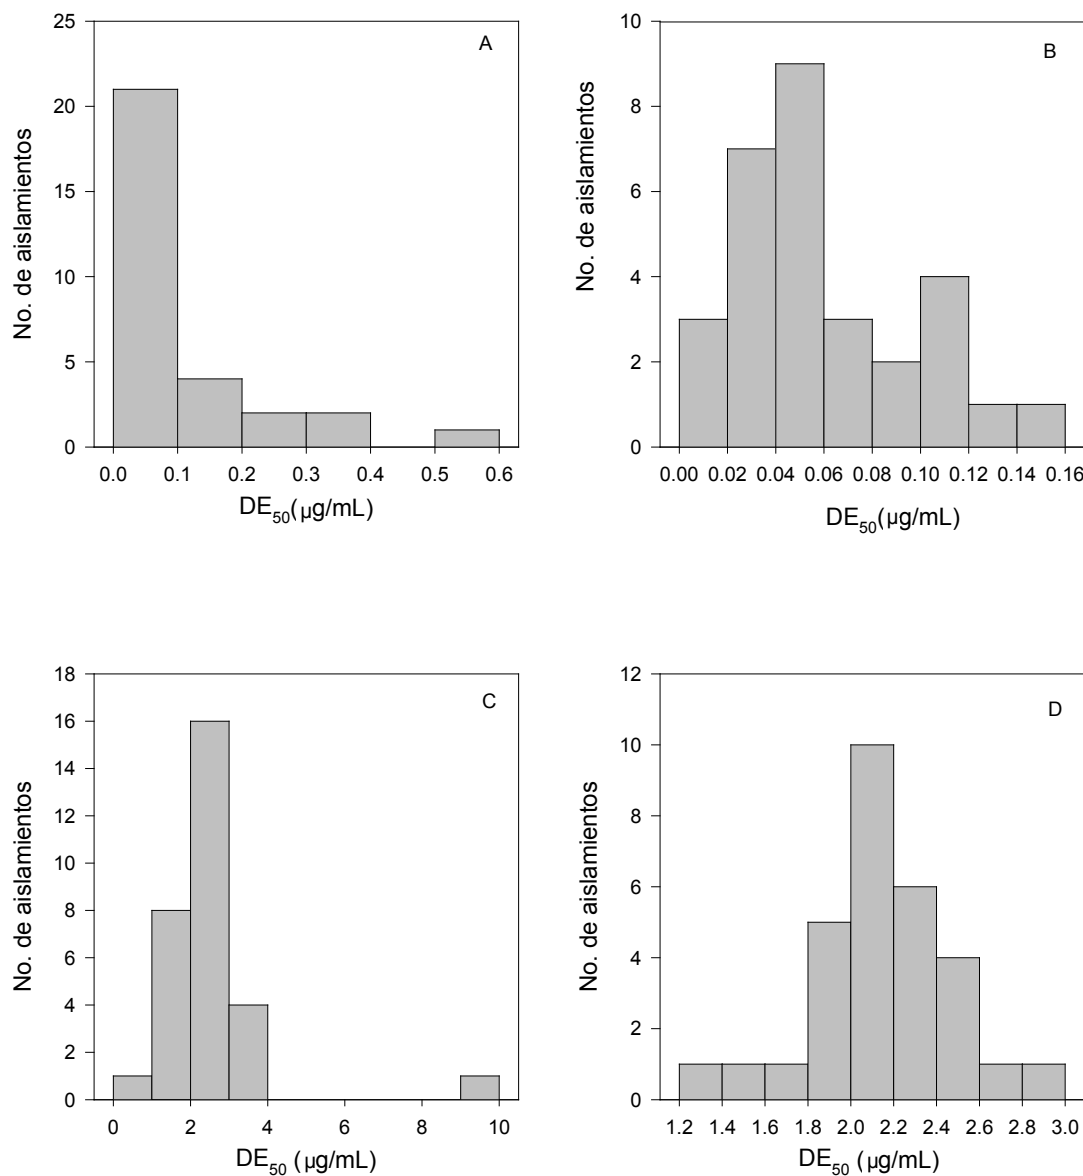 A
No. de aislamientos
25
20
15
10
5
0
0.0 0.1 0.2 0.3 0.4 0.5 0.6
DE50(µg/mL)
B
No. de aislamientos
10
8
6
4
2
0
0.00 0.02 0.04 0.06 0.08 0.10 0.12 0.14 0.16
DE50(µg/mL)
C
No. de aislamientos
18
16
14
12
10
8
6
4
2
0
0 2 4 6 8 10
DE50 (µg/mL)
D
No. de aislamientos
12
10
8
6
4
2
0
1.2 1.4 1.6 1.8 2.0 2.2 2.4 2.6 2.8 3.0
DE50 (µg/mL)